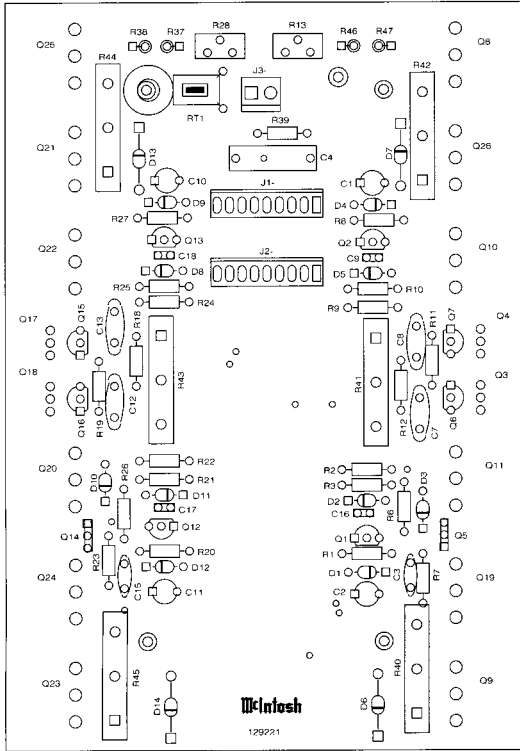 R38 R37 R28 R13 R46 R47
Q25 R44 J3- R42 Q6
RT1
R39
Q21 D13 C4 D7 Q26
C10 C1
J1-
D9 D4
R27 R8
Q22 Q13 Q2 Q10
C18 J2- C9
D8 D5
R25 R10
R24 R9
Q17 Q15 C13 R18 C8 R11 Q7 Q4
R43 R41
Q18 Q16 R19 C12 R12 C7 Q3
R22 R2
Q20 D10 R26 R21 R3 D3 Q11
D11 D2
C17 C16 R6
Q14 Q12 Q1 Q5
R23 R20 R1
Q24 C15 D12 D1 C3 R7 Q19
C11 C2
R45 R40
Q23 D14 D6 Q9
McIntosh
129221